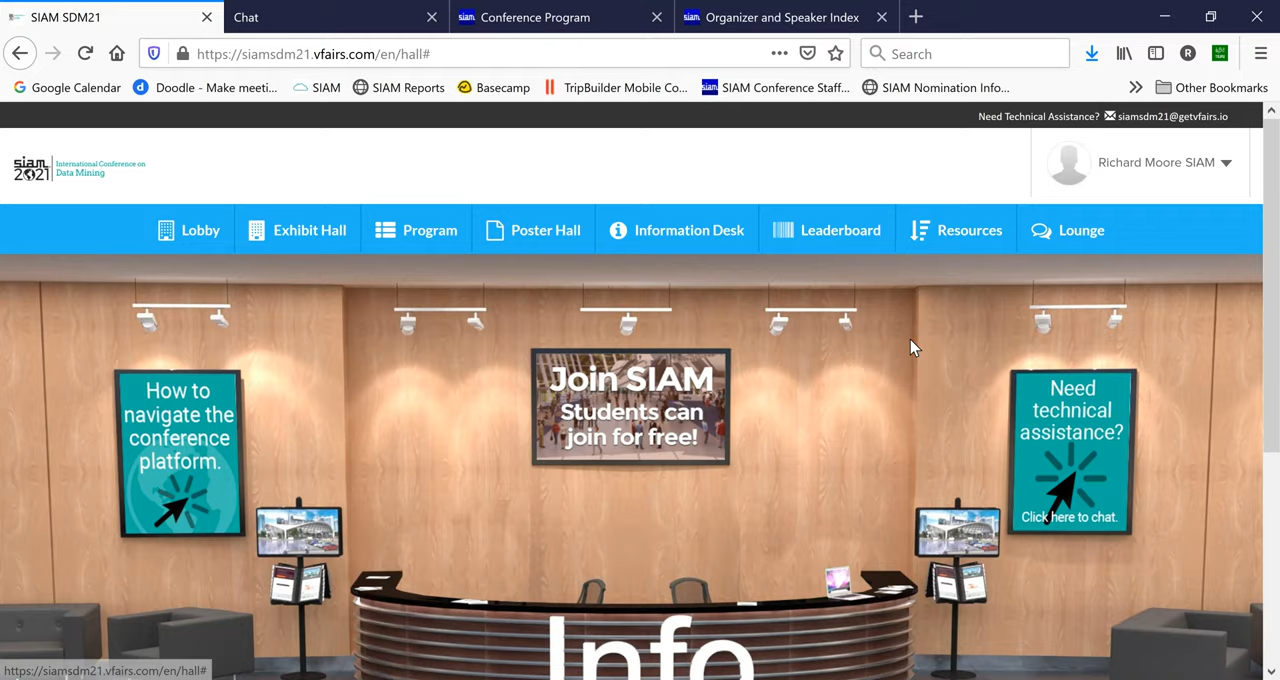 SIAM SDM21
Chat
siam Conference Program
siam Organizer and Speaker Index
https://siamsdm21.vfairs.com/en/hall#
Search
R
Google Calendar
Doodle - Make meeti...
SIAM
SIAM Reports
Basecamp
TripBuilder Mobile Co...
siam SIAM Conference Staff...
SIAM Nomination Info...
Other Bookmarks
Need Technical Assistance? siamsdm21@getvfairs.io
siam 2021 International Conference on
Data Mining
Richard Moore SIAM
Lobby
Exhibit Hall
Program
Poster Hall
Information Desk
Leaderboard
Resources
Lounge
How to
navigate the
conference
platform.
Join SIAM
Students can
join for free!
Need
technical
assistance?
Click here to chat.
Info
https://siamsdm21.vfairs.com/en/hall#